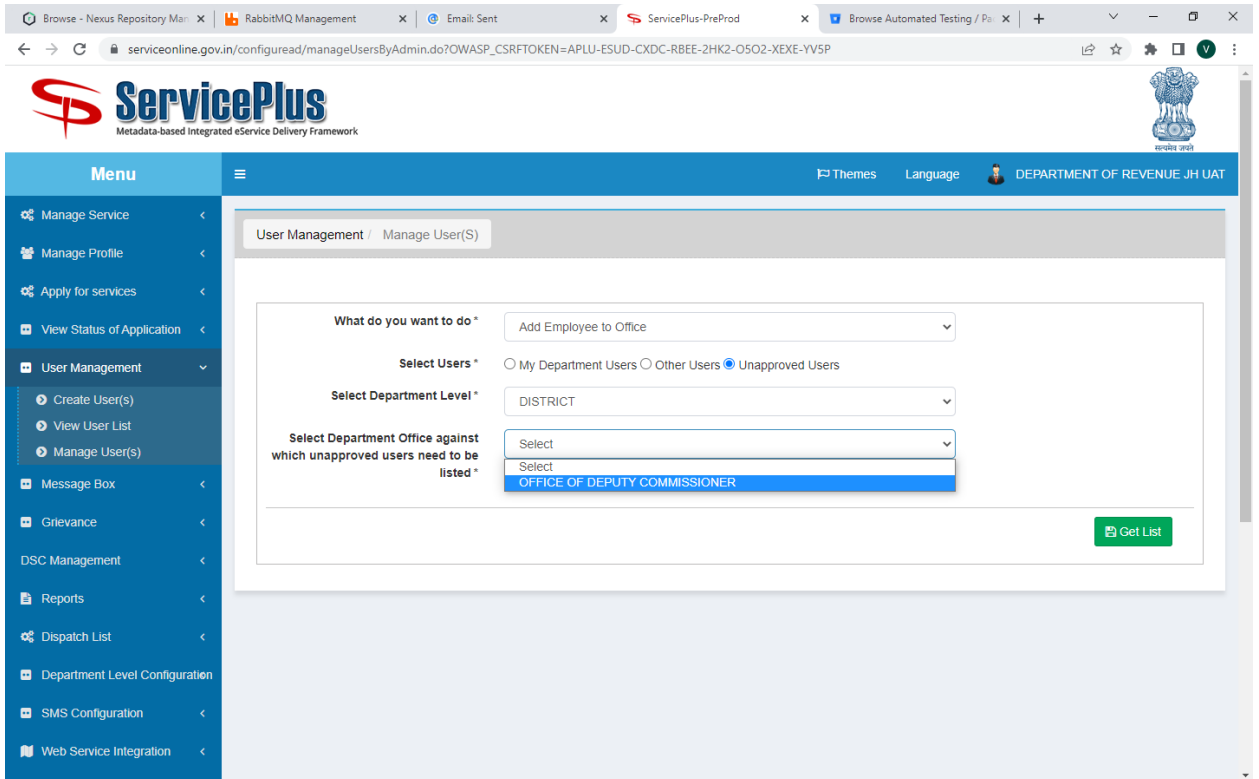 Browse - Nexus Repository Man
RabbitMQ Management
Email: Sent
ServicePlus-PreProd
Browse Automated Testing / Pa
serviceonline.gov.in/configuread/manageUsersByAdmin.do?OWASP_CSRFTOKEN=APLU-ESUD-CXDC-RBEE-2HK2-O5O2-XEXE-YV5P
V
ServicePlus
Metadata-based Integrated eService Delivery Framework
सत्यमेव जयते
Menu
Themes Language DEPARTMENT OF REVENUE JH UAT
Manage Service
Manage Profile
Apply for services
View Status of Application
User Management
Create User(s)
View User List
Manage User(s)
Message Box
Grievance
DSC Management
Reports
Dispatch List
Department Level Configuration
SMS Configuration
Web Service Integration
User Management / Manage User(S)
What do you want to do *
Add Employee to Office
Select Users *
My Department Users Other Users Unapproved Users
Select Department Level *
DISTRICT
Select Department Office against
which unapproved users need to be
listed *
Select
Select
OFFICE OF DEPUTY COMMISSIONER
Get List